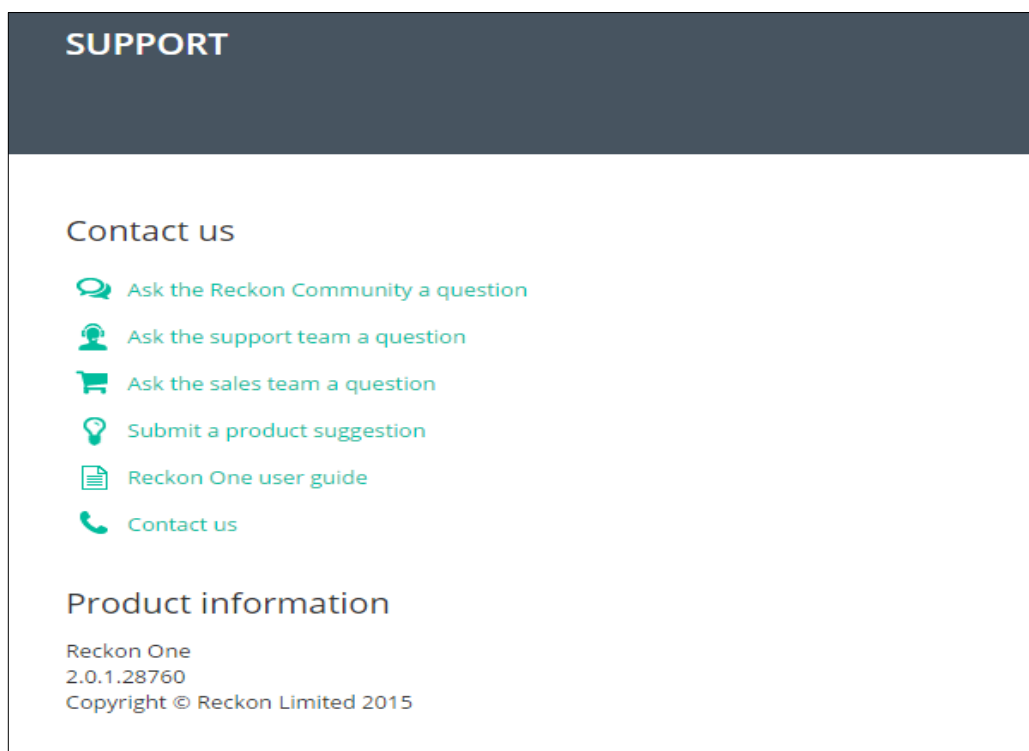 SUPPORT
Contact us
Ask the Reckon Community a question
Ask the support team a question
Ask the sales team a question
Submit a product suggestion
Reckon One user guide
Contact us
Product information
Reckon One
2.0.1.28760
Copyright © Reckon Limited 2015